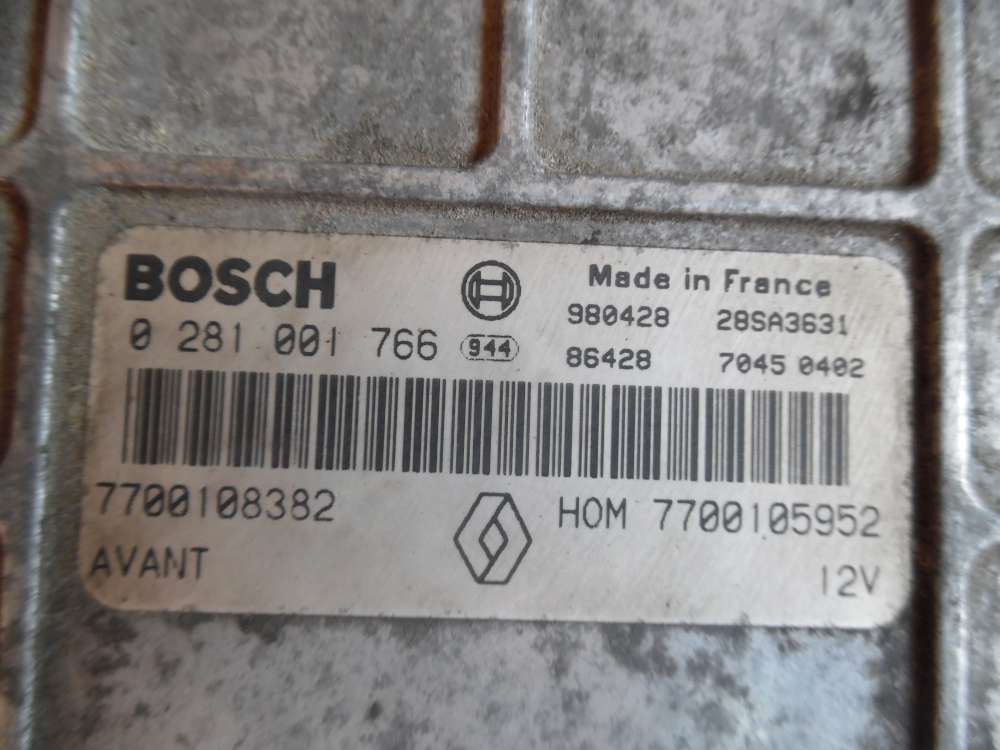 BOSCH
Made in France
980428 28SA3631
0 281 001 766 944
86428 7045 0402
7700108382
HOM 7700105952
AVANT
12V